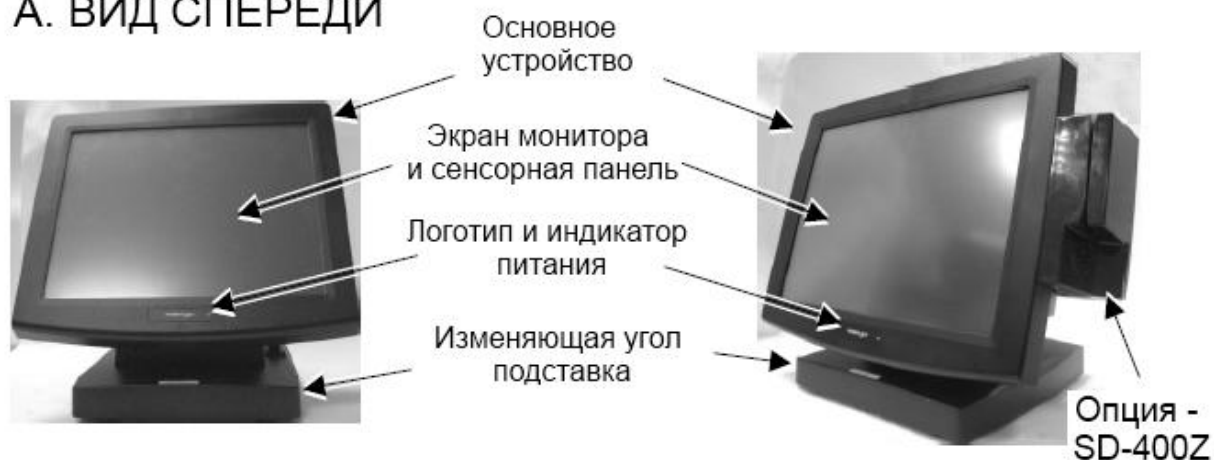 А. ВИД СПЕРЕДИ
Основное
устройство
Экран монитора
и сенсорная панель
Логотип и индикатор
питания
Изменяющая угол
подставка
Опция -
SD-400Z